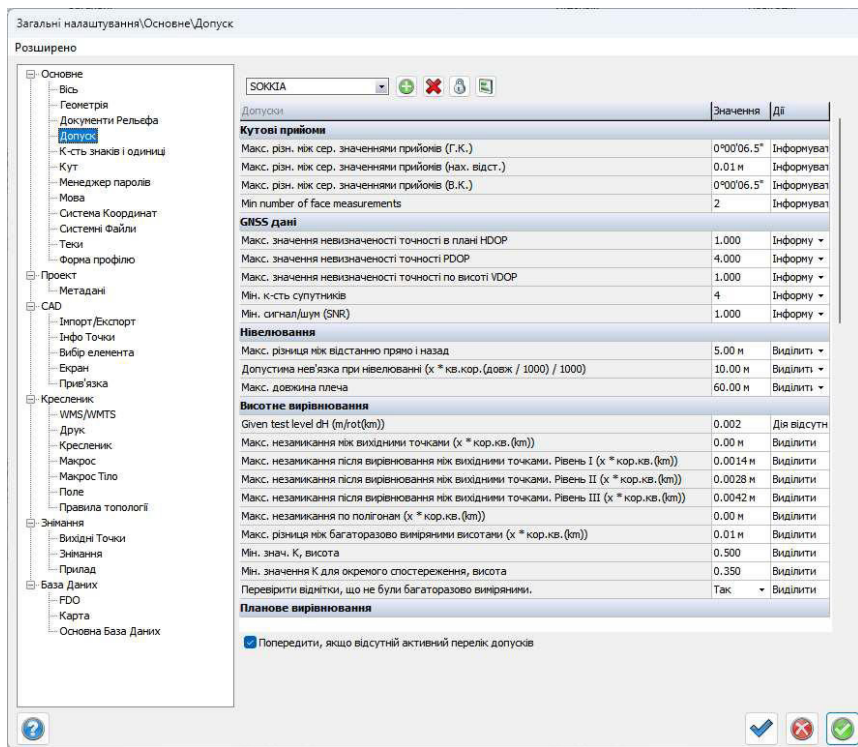 Загальні налаштування\Основне\Допуск
Розширено
Основне
Вісь
Геометрія
Документи Рельєфа
Допуск
К-сть знаків і одиниці
Кут
Менеджер паролів
Мова
Система Координат
Системні Файли
Теки
Форма профілю
Проект
Метадані
CAD
Імпорт/Експорт
Інфо Точки
Вибір елемента
Екран
Прив'язка
Кресленик
WMS/WMTS
Друк
Кресленик
Макрос
Макрос Тіло
Поле
Правила топології
Знімання
Вихідні Точки
Знімання
Прилад
База Даних
FDO
Карта
Основна База Даних
SOKKIA
Допуски Значення Дії
Кутові прийоми
Макс. різн. між сер. значеннями прийомів (Г.К.) 0°00'06.5" Інформуват
Макс. різн. між сер. значеннями прийомів (нах. відст.) 0.01 м Інформуват
Макс. різн. між сер. значеннями прийомів (В.К.) 0°00'06.5" Інформуват
Min number of face measurements 2 Інформуват
GNSS дані
Макс. значення невизначеності точності в плані HDOP 1.000 Інформу
Макс. значення невизначеності точності PDOP 4.000 Інформу
Макс. значення невизначеності точності по висоті VDOP 1.000 Інформу
Мін. к-сть супутників 4 Інформу
Мін. сигнал/шум (SNR) 1.000 Інформу
Нівелювання
Макс. різниця між відстанню прямо і назад 5.00 м Виділити
Допустима нев'язка при нівелюванні (x * кв.кор.(довж / 1000) / 1000) 10.00 м Виділити
Макс. довжина плеча 60.00 м Виділити
Висотне вирівнювання
Given test level dH (m/rot(km)) 0.002 Дія відсутн
Макс. незамикання між вихідними точками (x * кор.кв.(km)) 0.00 м Виділити
Макс. незамикання після вирівнювання між вихідними точками. Рівень I (x * кор.кв.(km)) 0.0014 м Виділити
Макс. незамикання після вирівнювання між вихідними точками. Рівень II (x * кор.кв.(km)) 0.0028 м Виділити
Макс. незамикання після вирівнювання між вихідними точками. Рівень III (x * кор.кв.(km)) 0.0042 м Виділити
Макс. незамикання по полігонам (x * кор.кв.(km)) 0.00 м Виділити
Макс. різниця між багаторазово виміряними висотами (x * кор.кв.(km)) 0.01 м Виділити
Мін. знач. К, висота 0.500 Виділити
Мін. значення К для окремого спостереження, висота 0.350 Виділити
Перевірити відмітки, що не були багаторазово виміряними. Так Виділити
Планове вирівнювання
Попередити, якщо відсутній активний перелік допусків